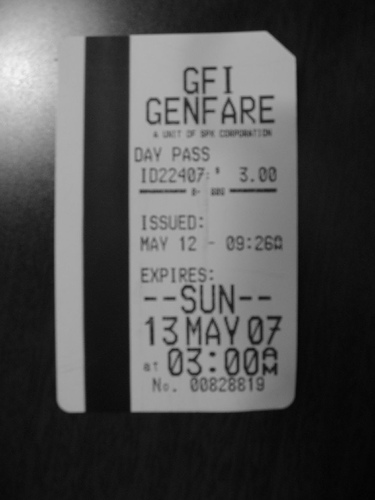 GFI
GENFARE
A UNIT OF SPX CORPORATION
DAY PASS
ID22407: $ 3.00
ISSUED:
MAY 12 - 09:26A
EXPIRES:
--SUN--
13 MAY 07
at 03:00AM
No. 00828819